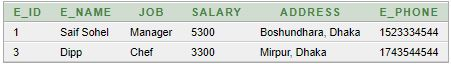 E_ID E_NAME JOB SALARY ADDRESS E_PHONE
1 Saif Sohel Manager 5300 Boshundhara, Dhaka 1523334544
3 Dipp Chef 3300 Mirpur, Dhaka 1743544544